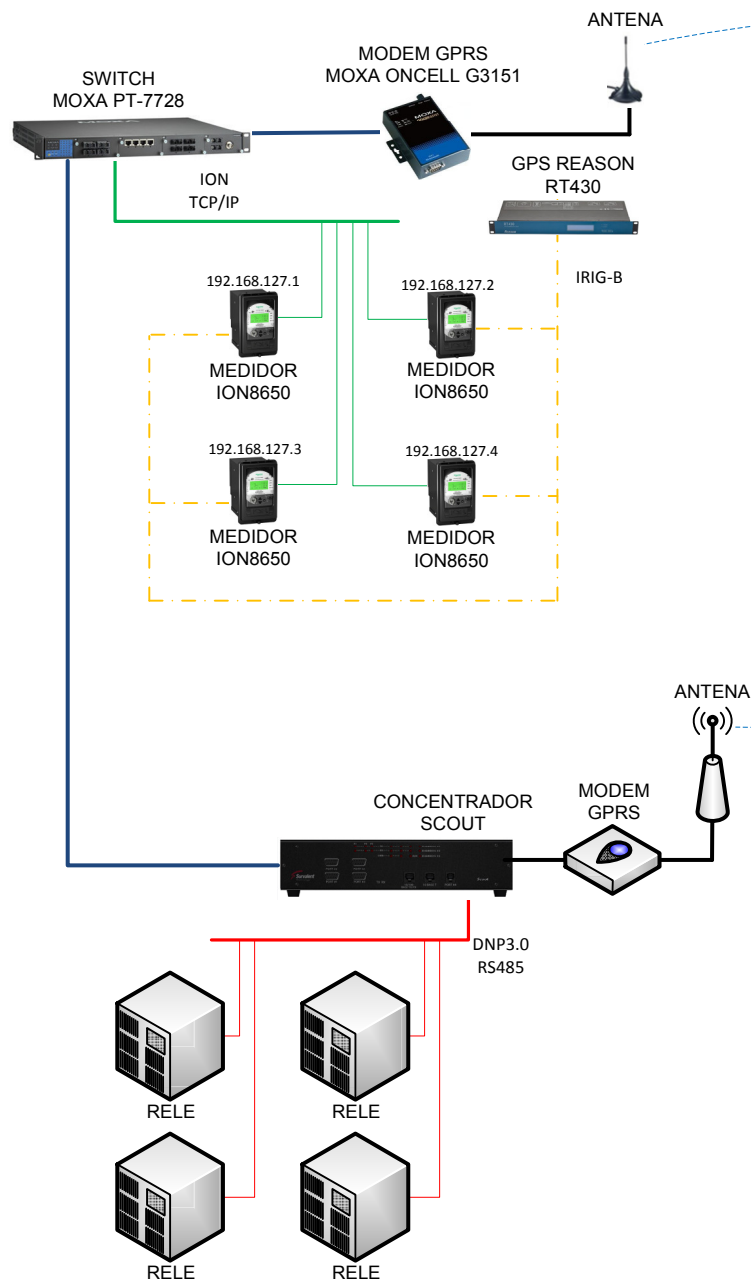 ANTENA
MODEM GPRS
MOXA ONCELL G3151
SWITCH
MOXA PT-7728
MOXA
GPS REASON
RT430
ION
TCP/IP
IRIG-B
192.168.127.1
192.168.127.2
MEDIDOR
ION8650
MEDIDOR
ION8650
192.168.127.3
192.168.127.4
MEDIDOR
ION8650
MEDIDOR
ION8650
ANTENA
MODEM
GPRS
CONCENTRADOR
SCOUT
DNP3.0
RS485
RELE
RELE
RELE
RELE